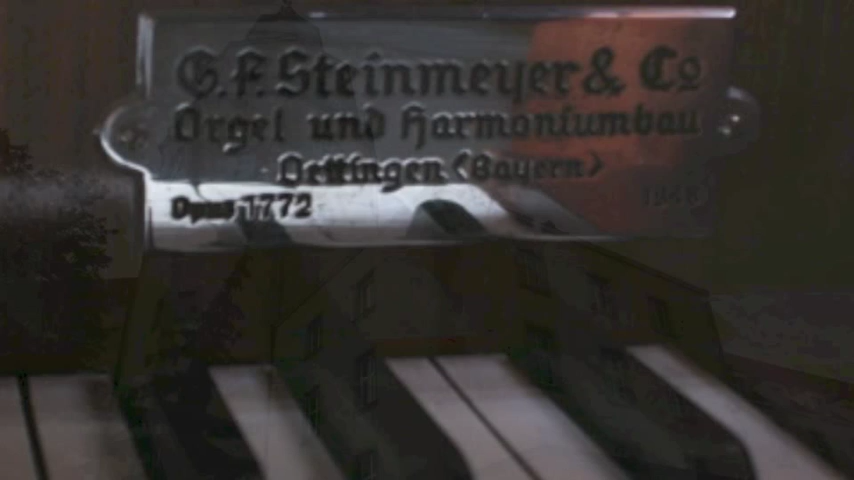 G.F. Steinmeyer & Co
Orgel und Harmoniumbau
Oettingen (Bayern)
Opus 1772